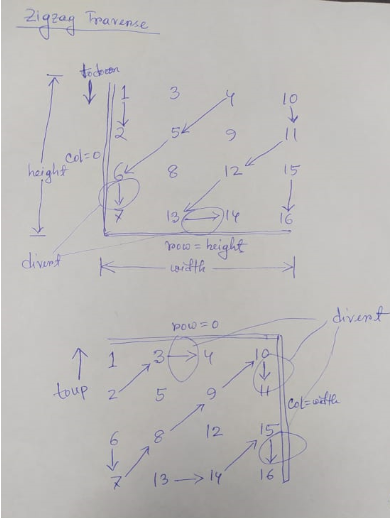 Zigzag Traverse
todown
1 3 4 10
2 5 9 11
col=0
6 8 12 15
height
7 13 14 16
row=height
divert
width
row=0
divert
1 3 4 10
toup
2 5 9 11
col=width
6 8 12 15
7 13 14 16